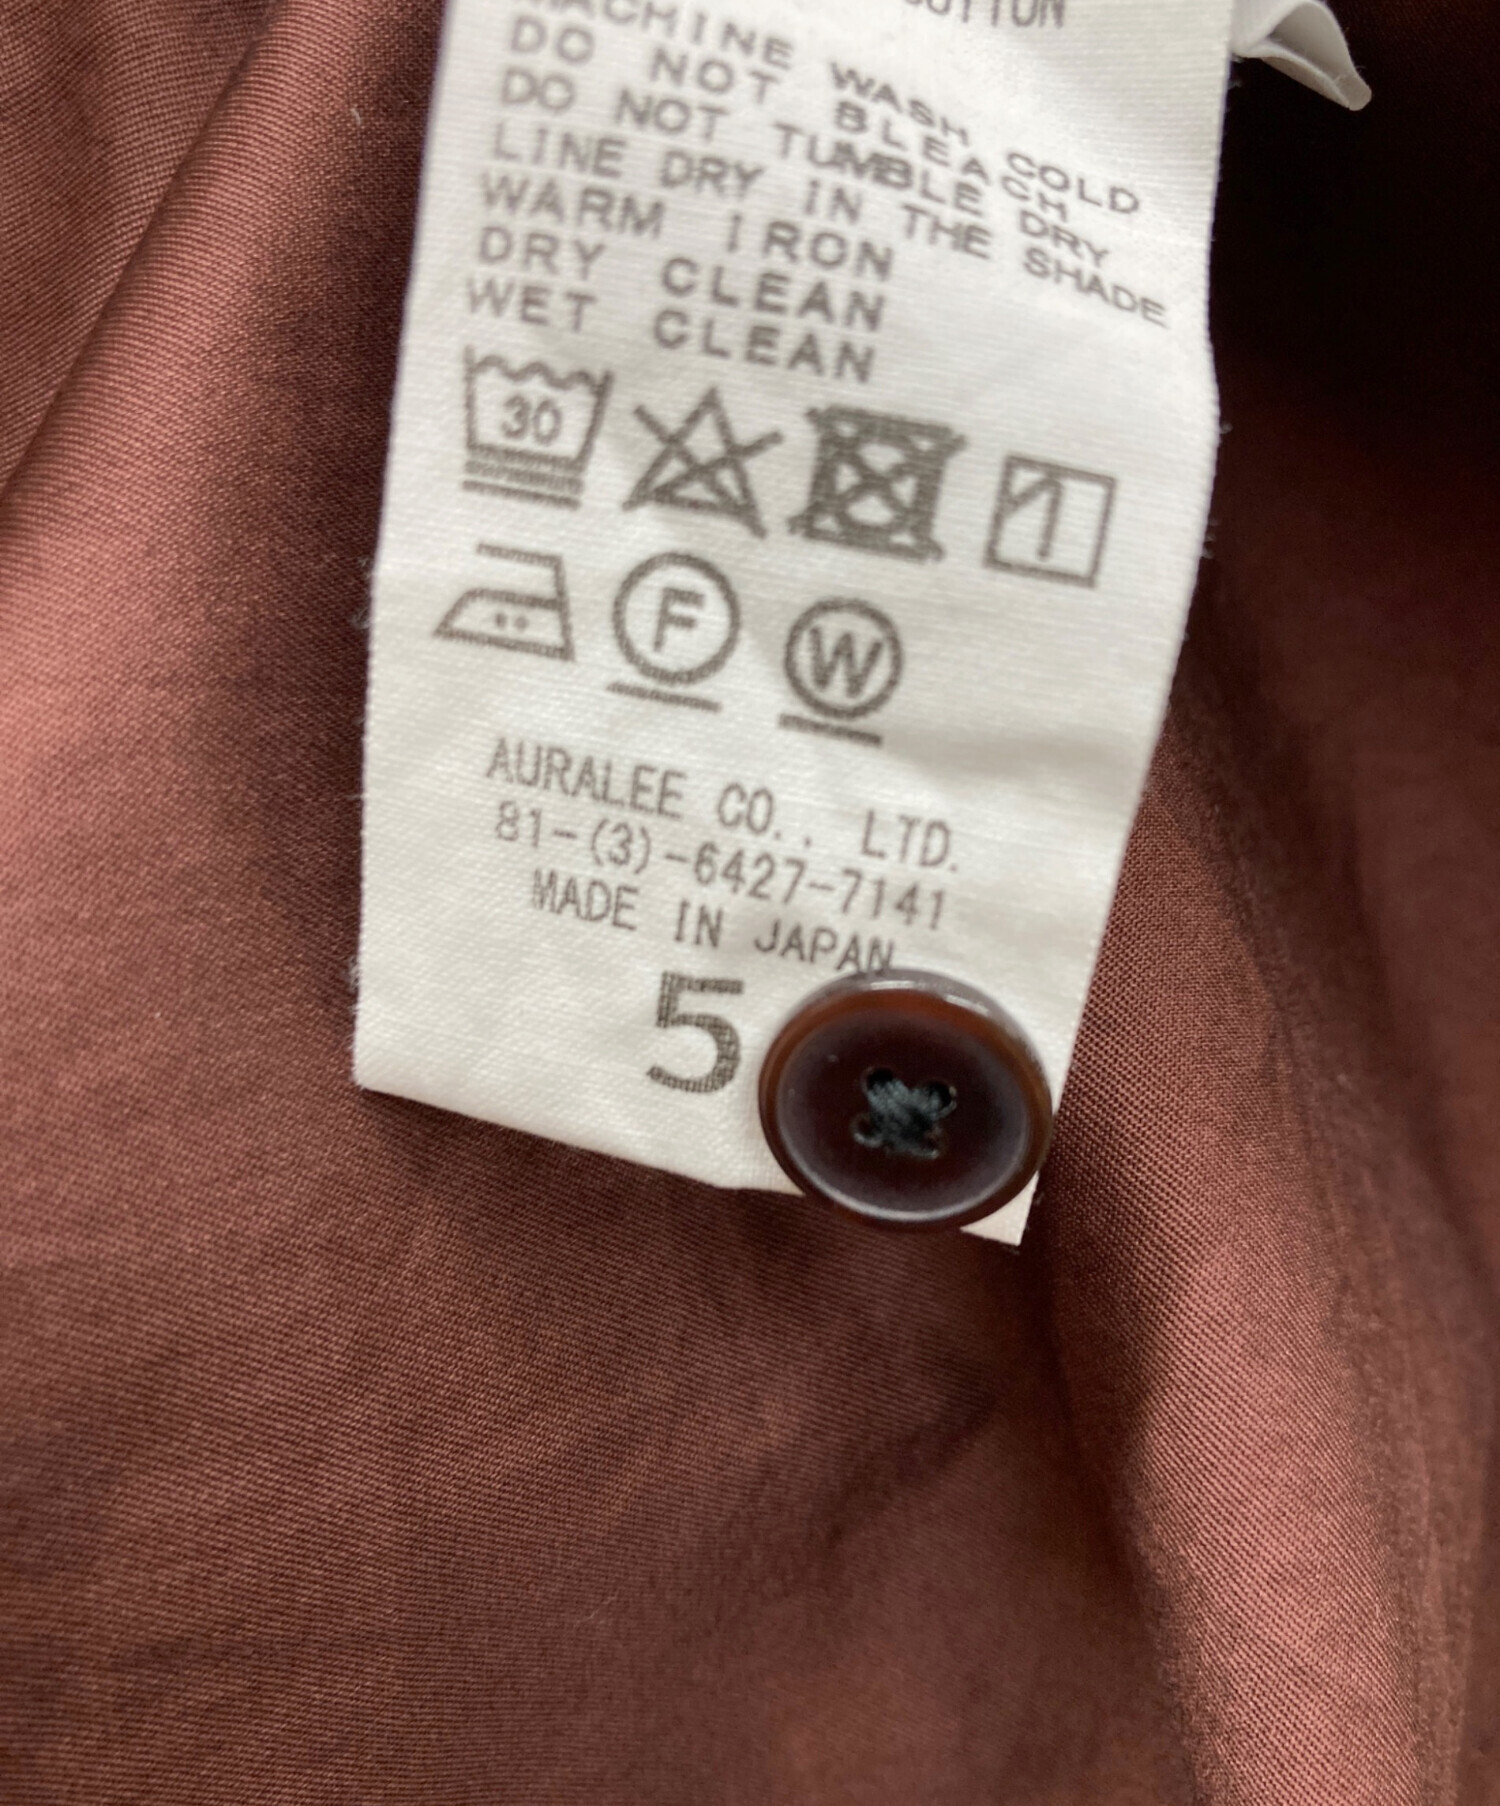 COTTON
MACHINE WASH COLD
DO NOT BLEACH
DO NOT TUMBLE DRY
LINE DRY IN THE SHADE
WARM IRON
DRY CLEAN
WET CLEAN
30
F
W
AURALEE CO., LTD.
81-(3)-6427-7141
MADE IN JAPAN
5